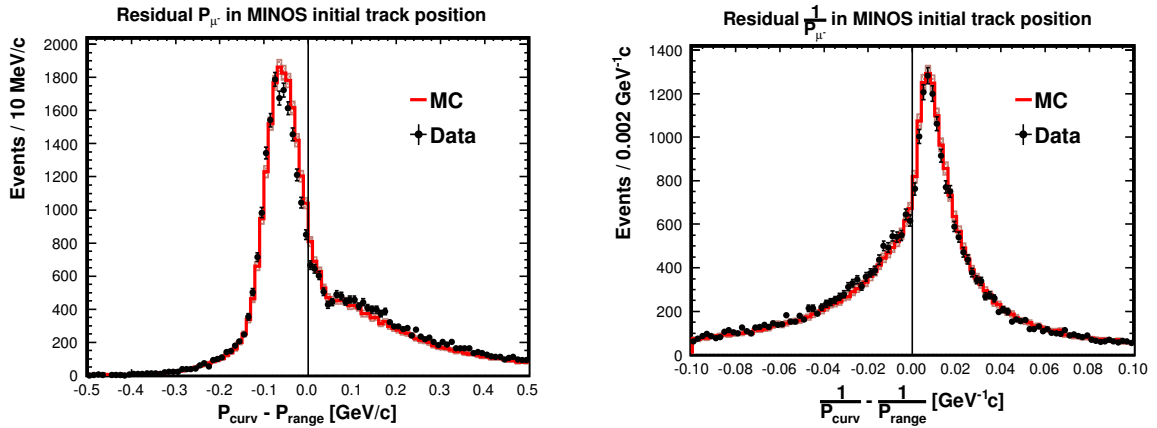 Residual P_μ- in MINOS initial track position
Events / 10 MeV/c
2000
1800
1600
1400
1200
1000
800
600
400
200
0
MC
Data
-0.5 -0.4 -0.3 -0.2 -0.1 0.0 0.1 0.2 0.3 0.4 0.5
P_curv - P_range [GeV/c]
Residual 1/P_μ- in MINOS initial track position
Events / 0.002 GeV⁻¹c
1400
1200
1000
800
600
400
200
0
MC
Data
-0.10 -0.08 -0.06 -0.04 -0.02 0.00 0.02 0.04 0.06 0.08 0.10
1/P_curv - 1/P_range [GeV⁻¹c]